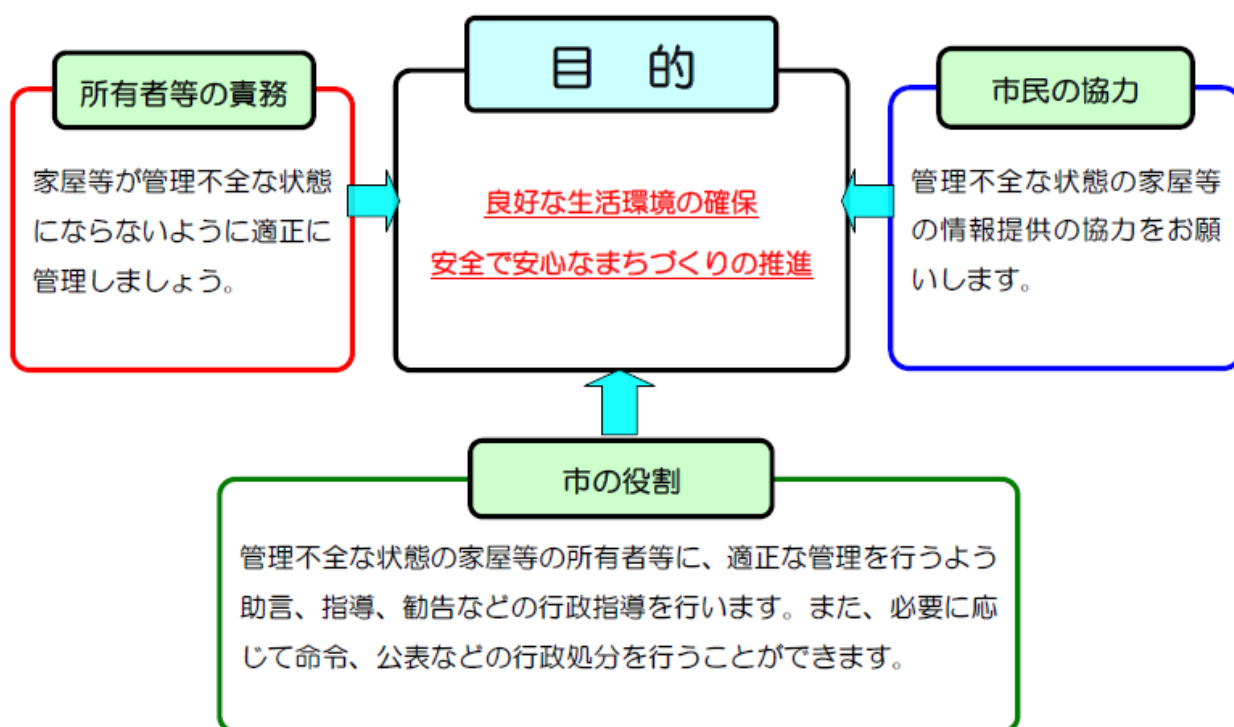 目 的
良好な生活環境の確保
安全で安心なまちづくりの推進
所有者等の責務
家屋等が管理不全な状態
にならないように適正に
管理しましょう。
市民の協力
管理不全な状態の家屋等
の情報提供の協力をお願
いします。
市の役割
管理不全な状態の家屋等の所有者等に、適正な管理を行うよう
助言、指導、勧告などの行政指導を行います。また、必要に応
じて命令、公表などの行政処分を行うことができます。